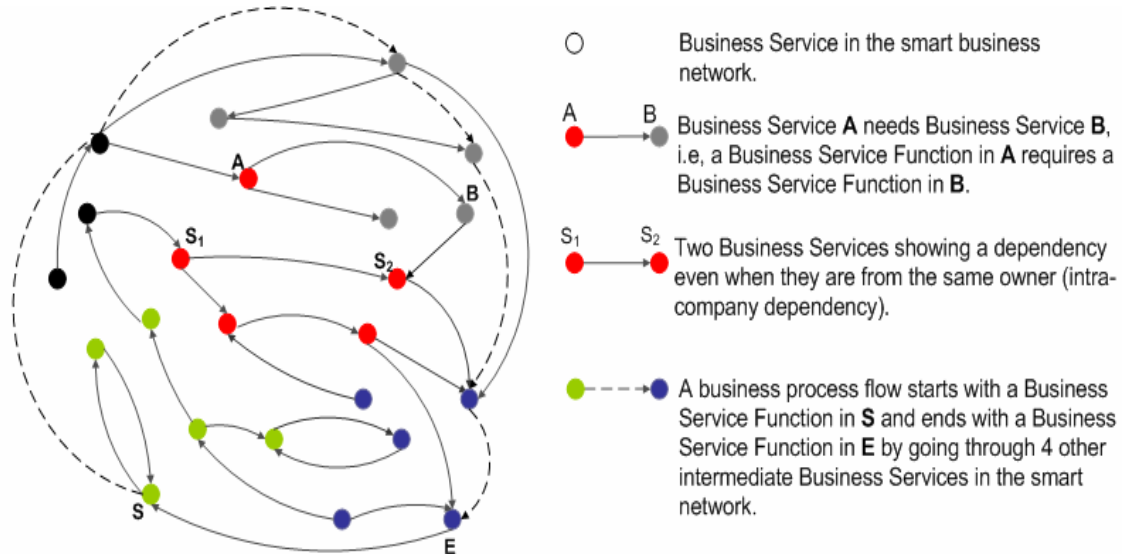 A
B
S1
S2
S
E
Business Service in the smart business
network.
A B
Business Service A needs Business Service B,
i.e, a Business Service Function in A requires a
Business Service Function in B.
S1 S2
Two Business Services showing a dependency
even when they are from the same owner (intra-
company dependency).
A business process flow starts with a Business
Service Function in S and ends with a Business
Service Function in E by going through 4 other
intermediate Business Services in the smart
network.